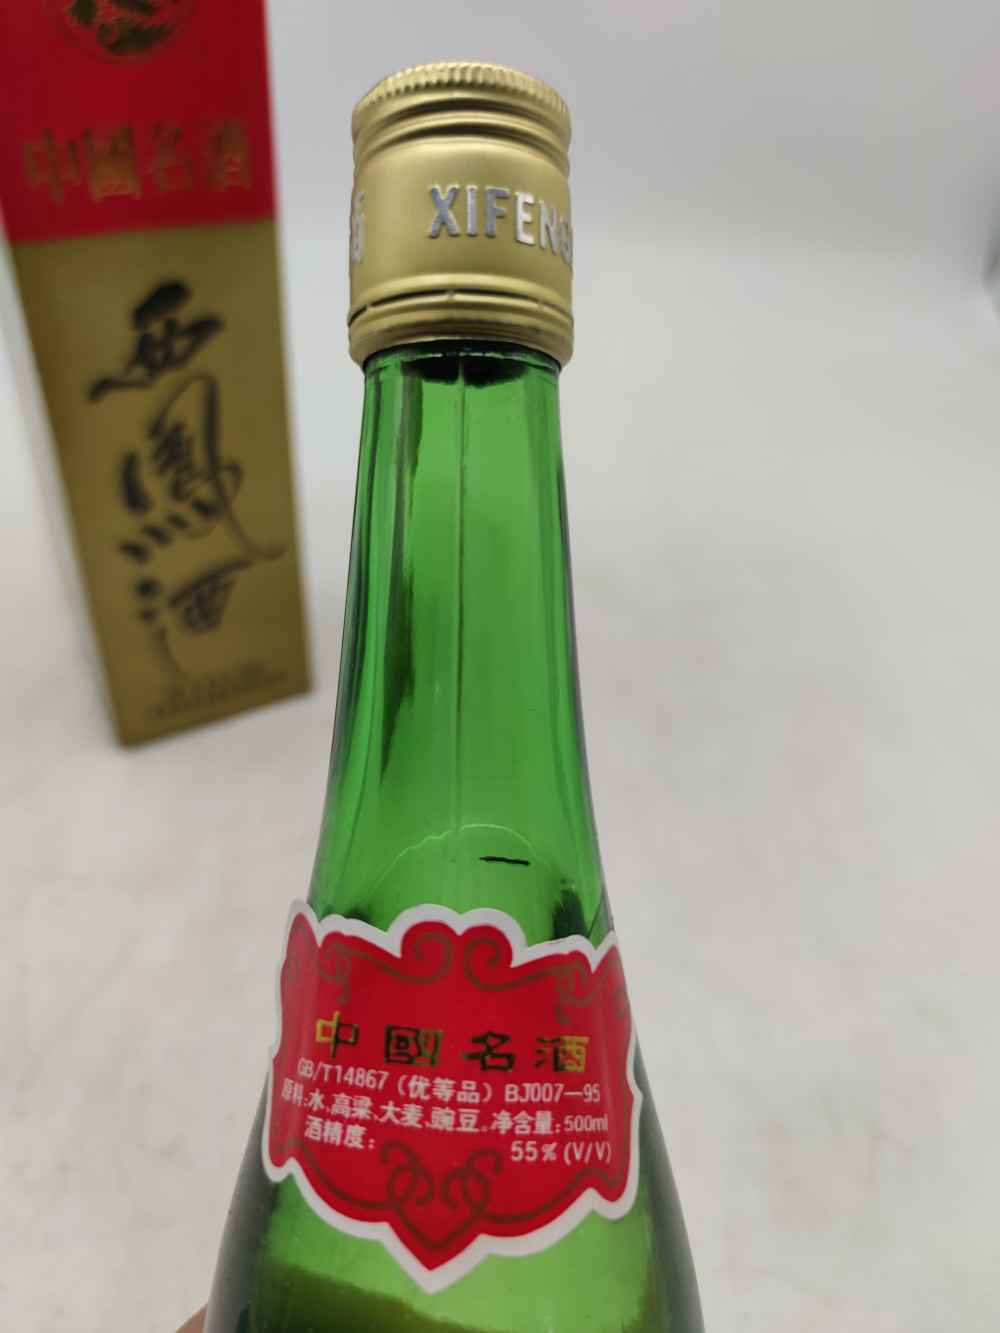 中國名酒
西鳳酒
XIFENG
中國名酒
GB/T14867（优等品）BJ007—95
原料:水、高粱、大麦、豌豆。净含量:500ml
酒精度: 55%(V/V)